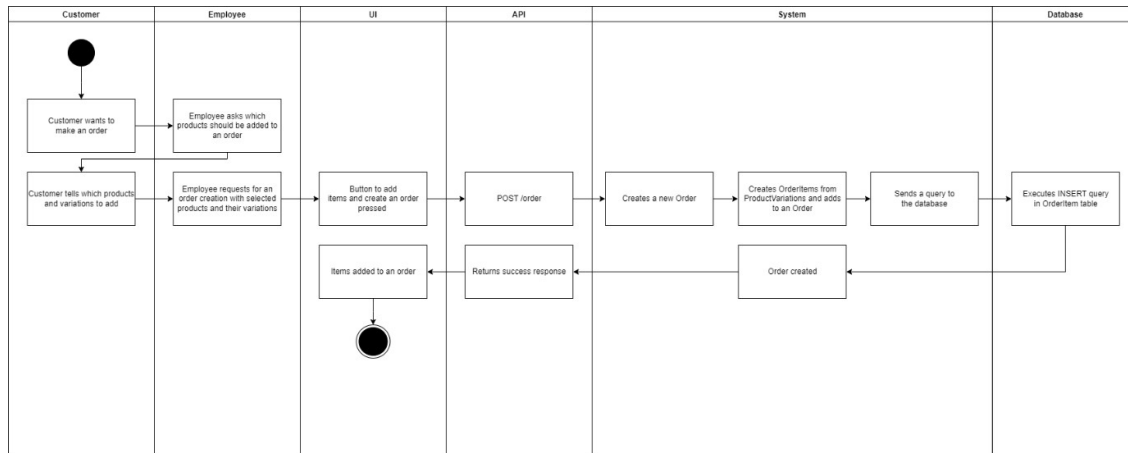 Customer
Employee
UI
API
System
Database
Customer wants to
make an order
Employee asks which
products should be added to
an order
Customer tells which products
and variations to add
Employee requests for an
order creation with selected
products and their variations
Button to add
items and create an order
pressed
POST /order
Creates a new Order
Creates OrderItems from
ProductVariations and adds
to an Order
Sends a query to
the database
Executes INSERT query
in OrderItem table
Items added to an order
Returns success response
Order created